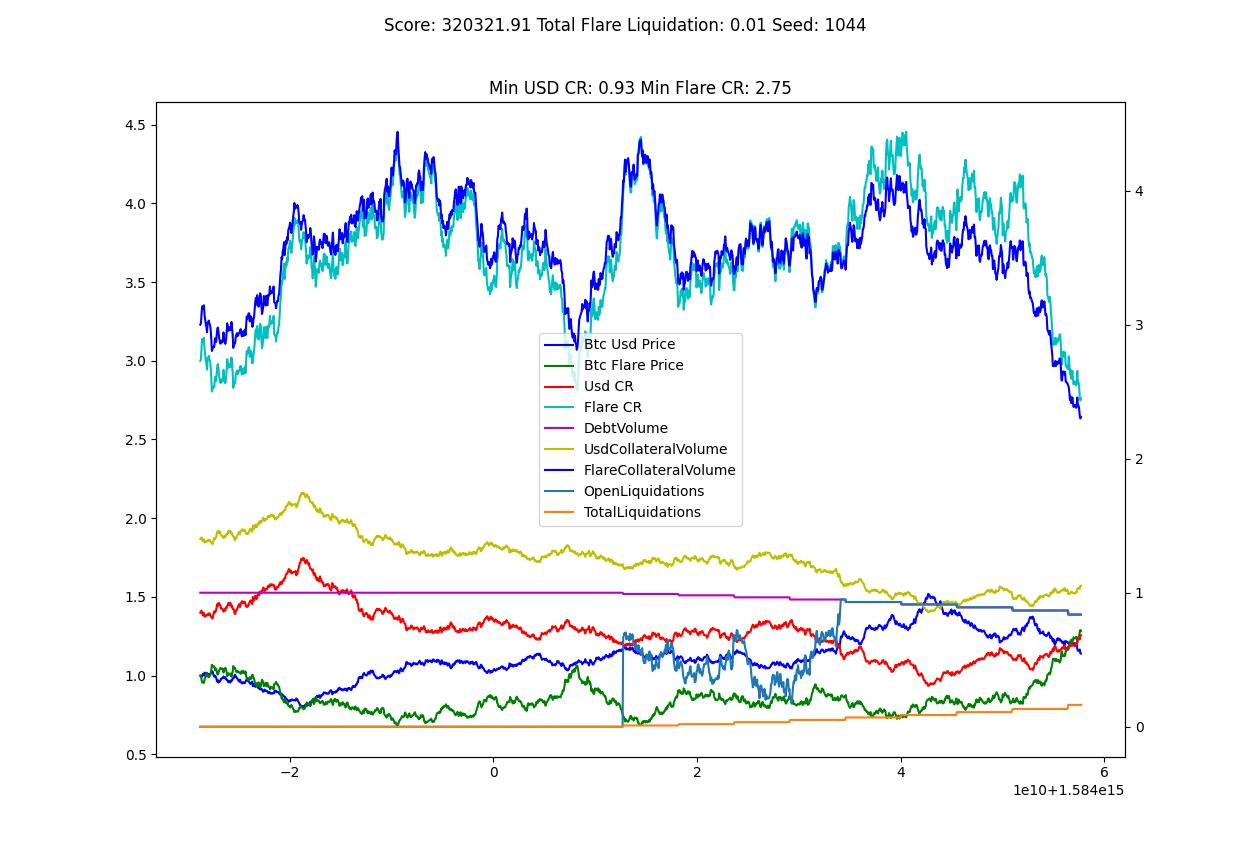 Score: 320321.91 Total Flare Liquidation: 0.01 Seed: 1044
Min USD CR: 0.93 Min Flare CR: 2.75
4.5
4.0
3.5
3.0
2.5
2.0
1.5
1.0
0.5
4
3
2
1
0
Btc Usd Price
Btc Flare Price
Usd CR
Flare CR
DebtVolume
UsdCollateralVolume
FlareCollateralVolume
OpenLiquidations
TotalLiquidations
−2 0 2 4 6
1e10+1.584e15